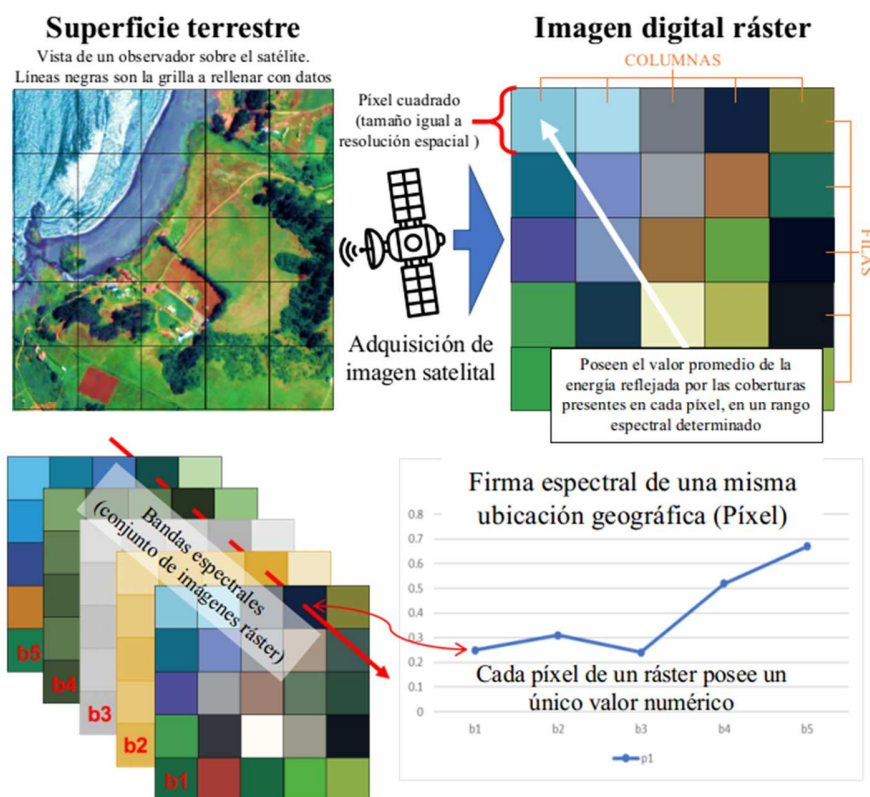 Superficie terrestre
Vista de un observador sobre el satélite.
Líneas negras son la grilla a rellenar con datos
Imagen digital ráster
COLUMNAS
Píxel cuadrado
(tamaño igual a
resolución espacial )
FILAS
Adquisición de
imagen satelital
Poseen el valor promedio de la
energía reflejada por las coberturas
presentes en cada píxel, en un rango
espectral determinado
Bandas espectrales
(conjunto de imágenes ráster)
b5
b4
b3
b2
b1
Firma espectral de una misma
ubicación geográfica (Píxel)
0.8
0.7
0.6
0.5
0.4
0.3
0.2
0.1
0
Cada píxel de un ráster posee un
único valor numérico
b1 b2 b3 b4 b5
p1